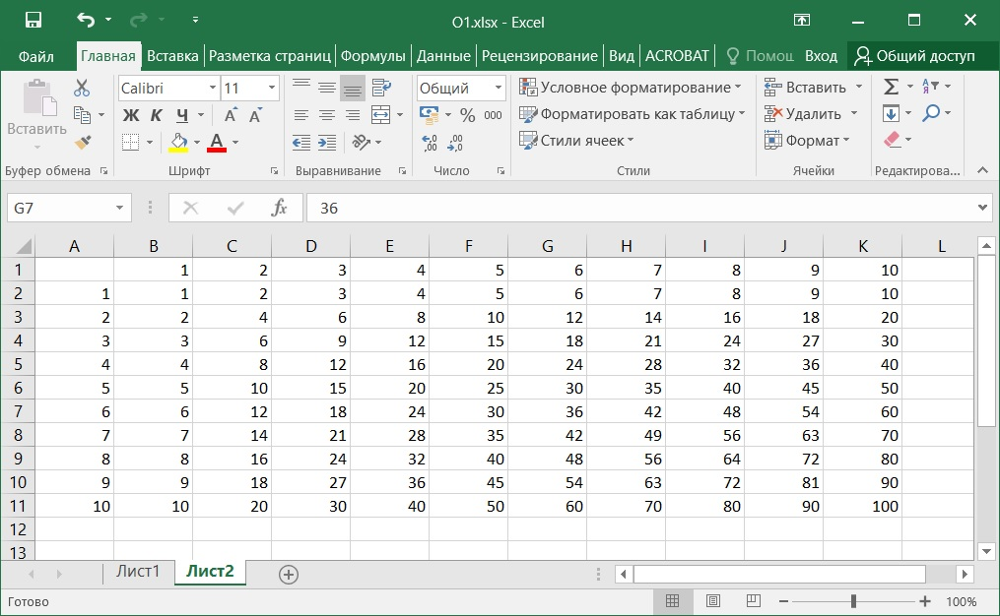 O1.xlsx - Excel
Файл Главная Вставка Разметка страниц Формулы Данные Рецензирование Вид ACROBAT Помощ Вход Общий доступ
Вставить
Calibri 11
Ж К Ч А А
А
Общий
% 000
,0 ,00
,00 ,0
Условное форматирование
Форматировать как таблицу
Стили ячеек
Вставить
Удалить
Формат
Σ А Я
Буфер обмена Шрифт Выравнивание Число Стили Ячейки Редактирова...
G7 fx 36
A B C D E F G H I J K L
1 1 2 3 4 5 6 7 8 9 10
2 1 1 2 3 4 5 6 7 8 9 10
3 2 2 4 6 8 10 12 14 16 18 20
4 3 3 6 9 12 15 18 21 24 27 30
5 4 4 8 12 16 20 24 28 32 36 40
6 5 5 10 15 20 25 30 35 40 45 50
7 6 6 12 18 24 30 36 42 48 54 60
8 7 7 14 21 28 35 42 49 56 63 70
9 8 8 16 24 32 40 48 56 64 72 80
10 9 9 18 27 36 45 54 63 72 81 90
11 10 10 20 30 40 50 60 70 80 90 100
12
13
Лист1 Лист2
Готово 100%